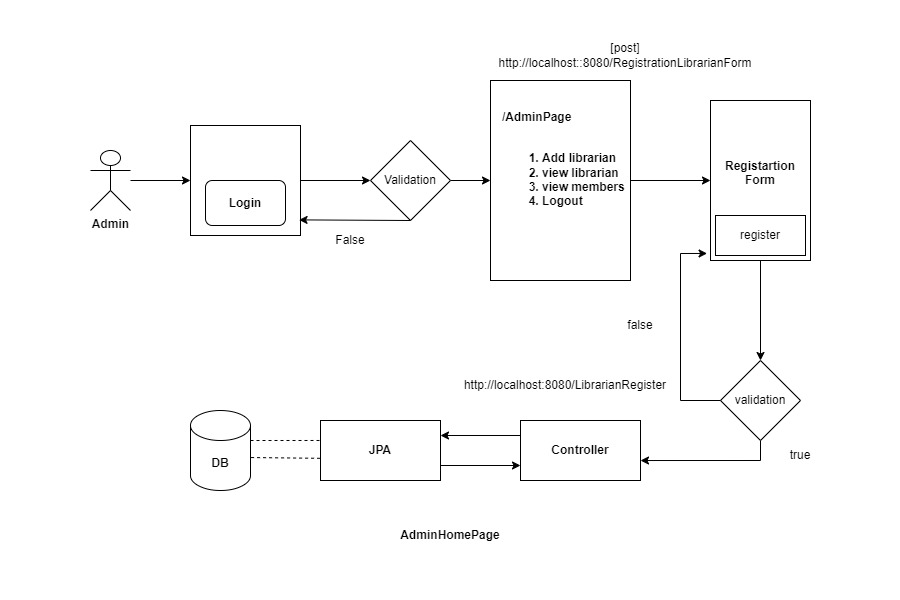 [post]
http://localhost::8080/RegistrationLibrarianForm
/AdminPage
1. Add librarian
2. view librarian
3. view members
4. Logout
Registartion
Form
register
Login
Validation
Admin
False
false
http://localhost:8080/LibrarianRegister
validation
true
DB
JPA
Controller
AdminHomePage